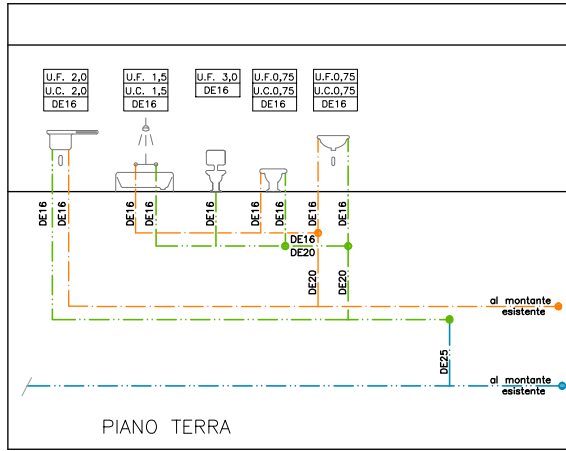 U.F. 2,0
U.C. 2,0
DE16
U.F. 1,5
U.C. 1,5
DE16
U.F. 3,0
DE16
U.F.0,75
U.C.0,75
DE16
U.F.0,75
U.C.0,75
DE16
DE16
DE16
DE16
DE16
DE16
DE16
DE16
DE16
DE16
DE16
DE20
DE20
DE20
al montante
esistente
DE25
al montante
esistente
PIANO TERRA